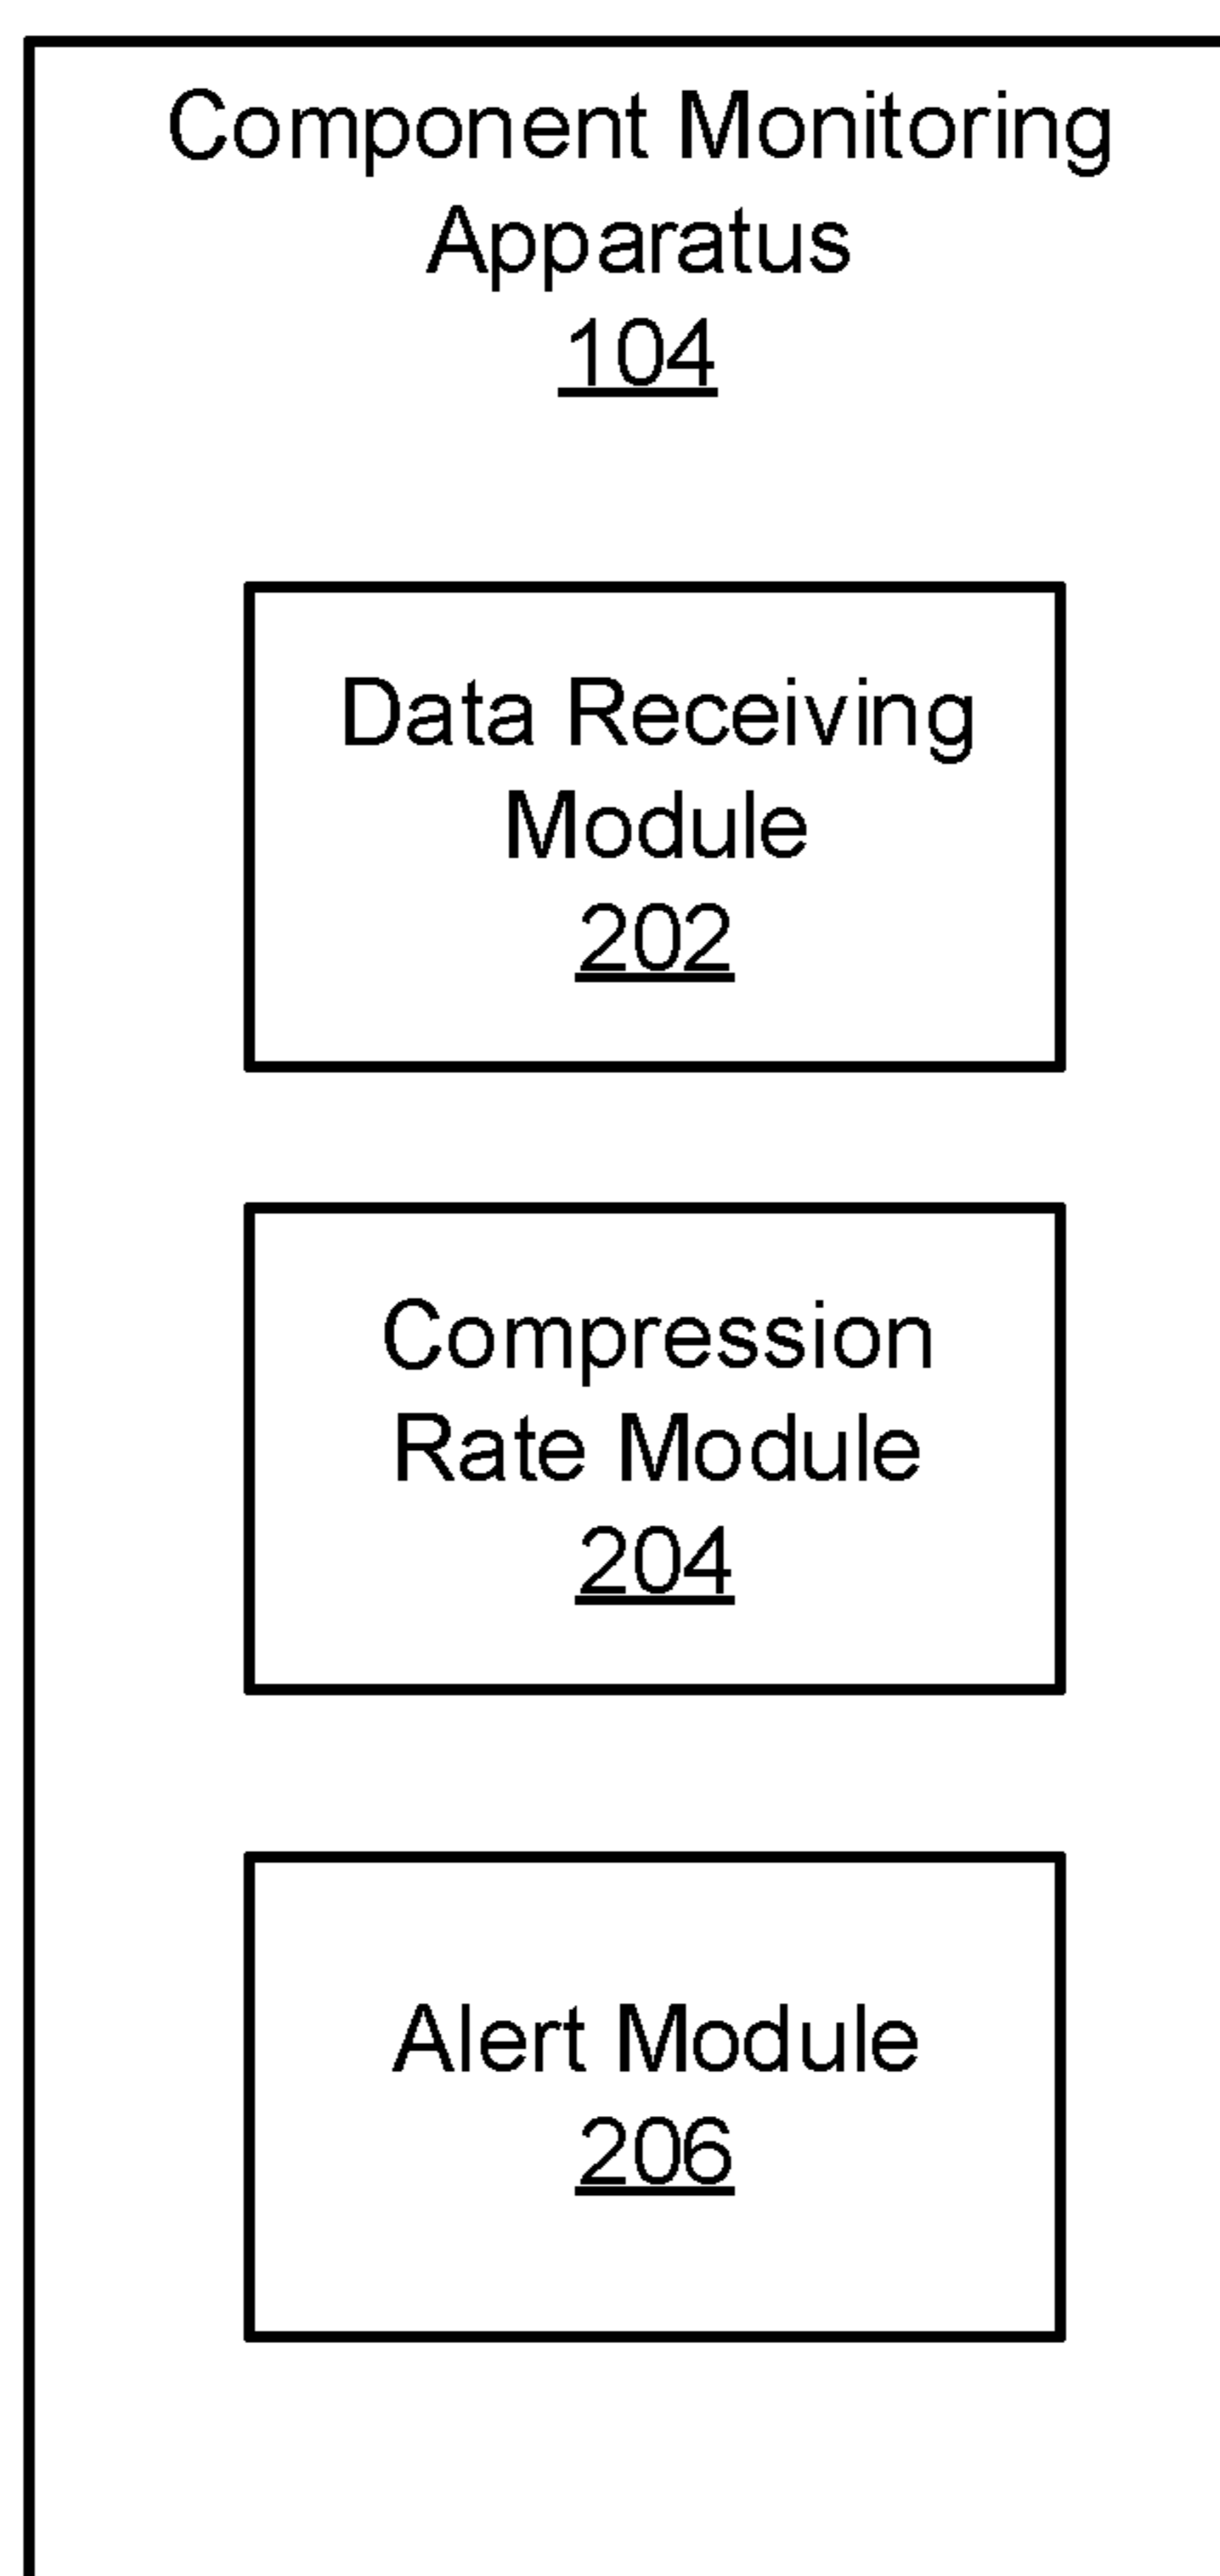 Component Monitoring
Apparatus
104
Data Receiving
Module
202
Compression
Rate Module
204
Alert Module
206